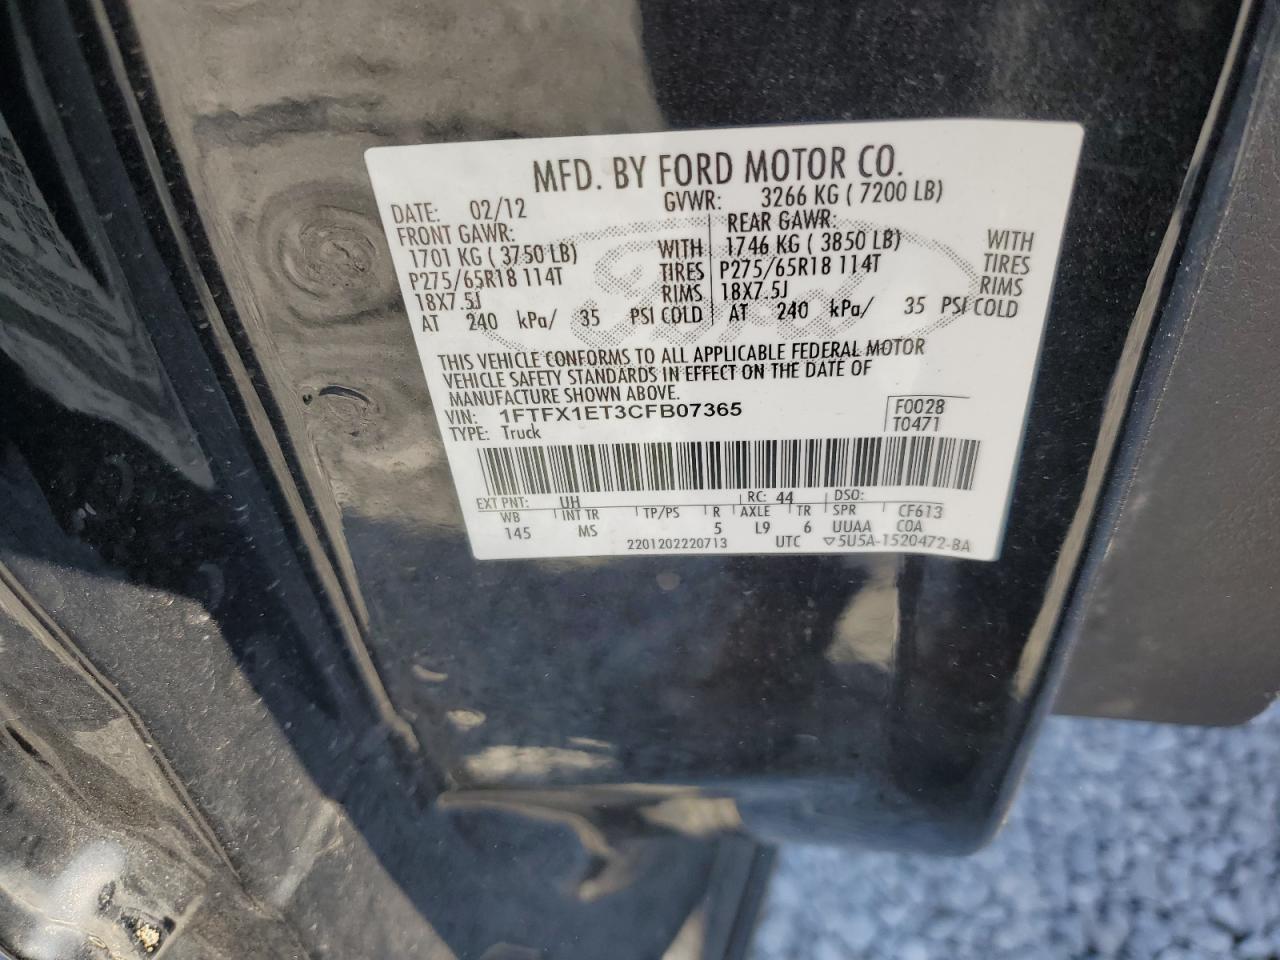 MFD. BY FORD MOTOR CO.
DATE: 02/12 GVWR: 3266 KG ( 7200 LB)
FRONT GAWR: REAR GAWR:
1701 KG ( 3750 LB) WITH 1746 KG ( 3850 LB) WITH
P275/65R18 114T TIRES P275/65R18 114T TIRES
18X7.5J RIMS 18X7.5J RIMS
AT 240 kPa/ 35 PSI COLD AT 240 kPa/ 35 PSI COLD
THIS VEHICLE CONFORMS TO ALL APPLICABLE FEDERAL MOTOR
VEHICLE SAFETY STANDARDS IN EFFECT ON THE DATE OF
MANUFACTURE SHOWN ABOVE.
VIN: 1FTFX1ET3CFB07365 F0028
TYPE: Truck T0471
EXT PNT: UH RC: 44 DSO:
WB INT TR TP/PS R AXLE TR SPR CF613
145 MS 5 L9 6 UUAA COA
2201202220713 UTC ▽5U5A-1520472-BA
Ford